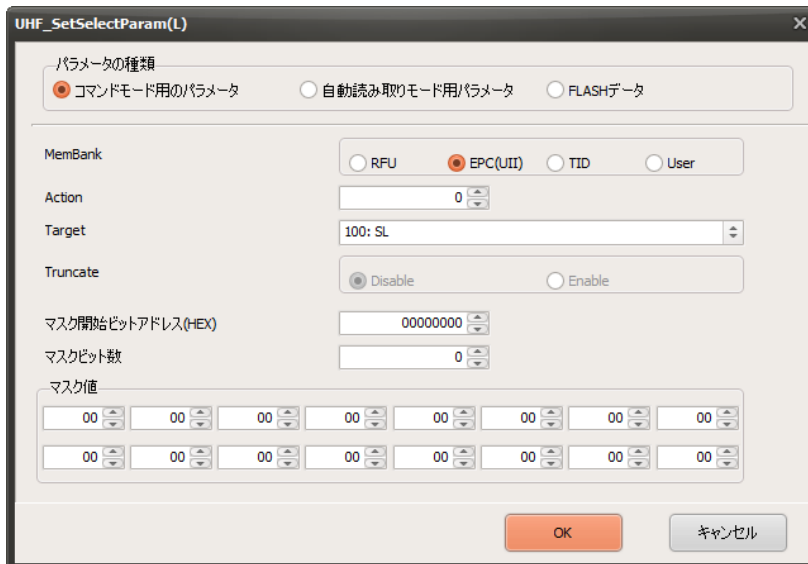 UHF_SetSelectParam(L)
パラメータの種類
コマンドモード用のパラメータ 自動読み取りモード用パラメータ FLASHデータ
MemBank RFU EPC(UII) TID User
Action 0
Target 100: SL
Truncate Disable Enable
マスク開始ビットアドレス(HEX) 00000000
マスクビット数 0
マスク値
00 00 00 00 00 00 00 00
00 00 00 00 00 00 00 00
OK キャンセル